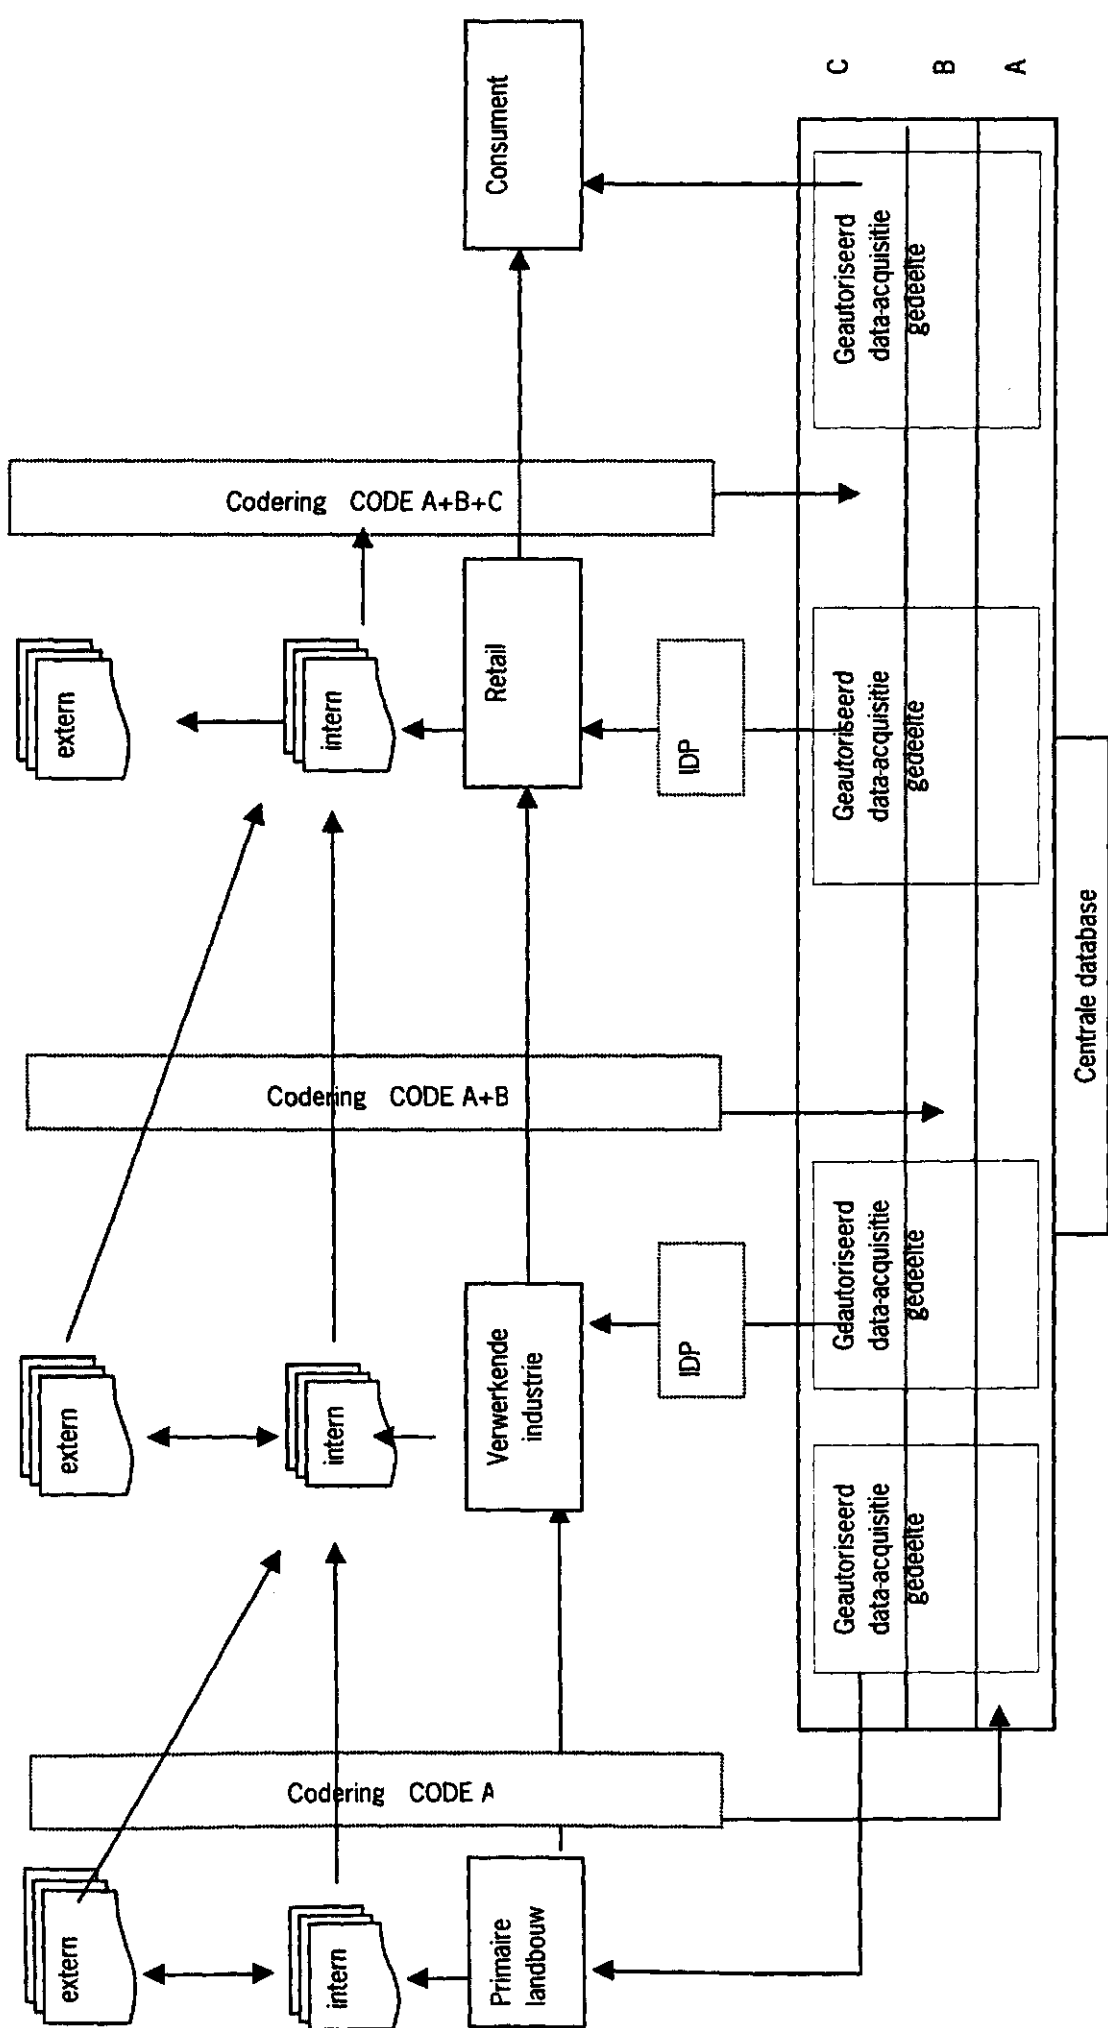 extern
extern
extern
intern
intern
intern
Codering CODE A
Codering CODE A+B
Codering CODE A+B+C
Primaire
landbouw
Verwerkende
industrie
Retail
Consument
IDP
IDP
Geautoriseerd
data-acquisitie
gedeelte
Geautoriseerd
data-acquisitie
gedeelte
Geautoriseerd
data-acquisitie
gedeelte
Geautoriseerd
data-acquisitie
gedeelte
C
B
A
Centrale database